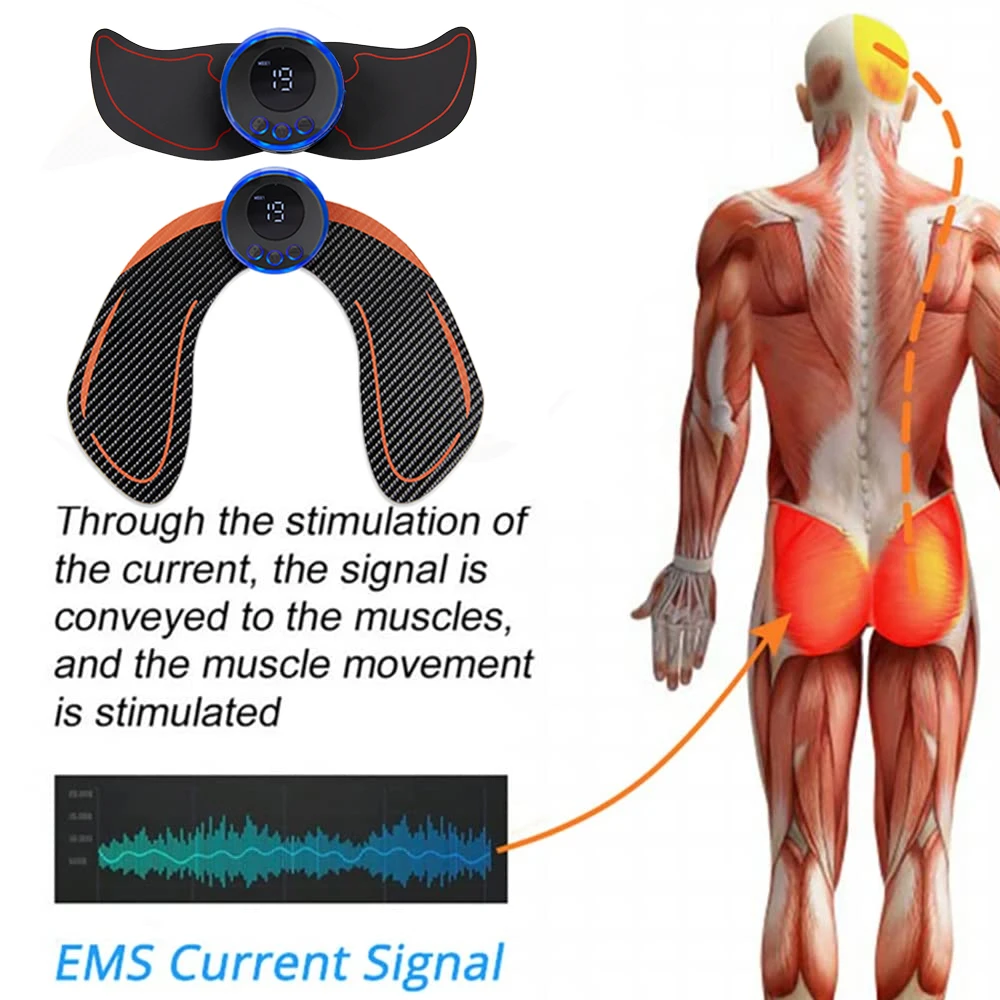 19
19
Through the stimulation of
the current, the signal is
conveyed to the muscles,
and the muscle movement
is stimulated
EMS Current Signal